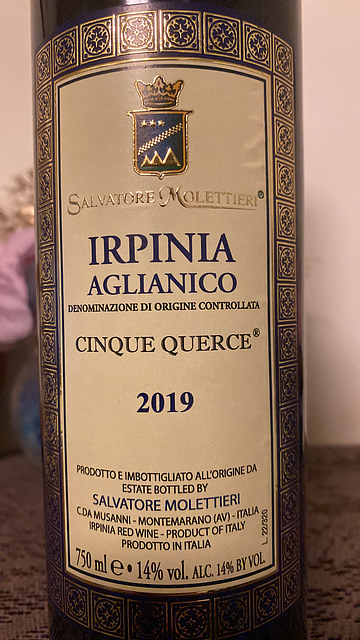 SALVATORE MOLETTIERI®
IRPINIA
AGLIANICO
DENOMINAZIONE DI ORIGINE CONTROLLATA
CINQUE QUERCE®
2019
PRODOTTO E IMBOTTIGLIATO ALL'ORIGINE DA
ESTATE BOTTLED BY
SALVATORE MOLETTIERI
C.DA MUSANNI - MONTEMARANO (AV) - ITALIA
IRPINIA RED WINE - PRODUCT OF ITALY
PRODOTTO IN ITALIA
750 ml ℮ • 14% vol. ALC. 14% BY VOL.
L. 22/320